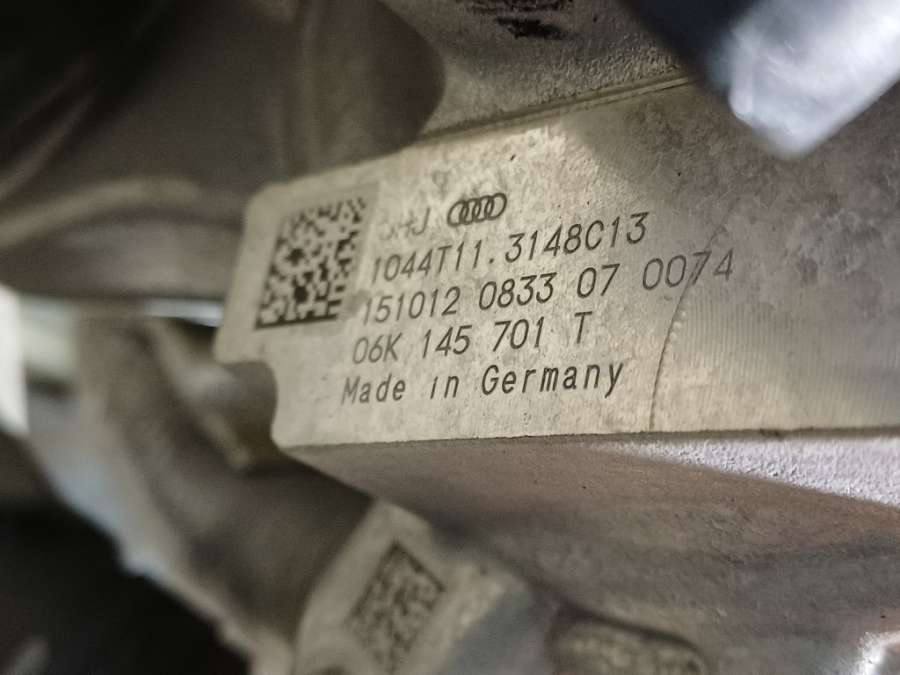 1044T11.3148C13
151012 0833 07 0074
06K 145 701 T
Made in Germany